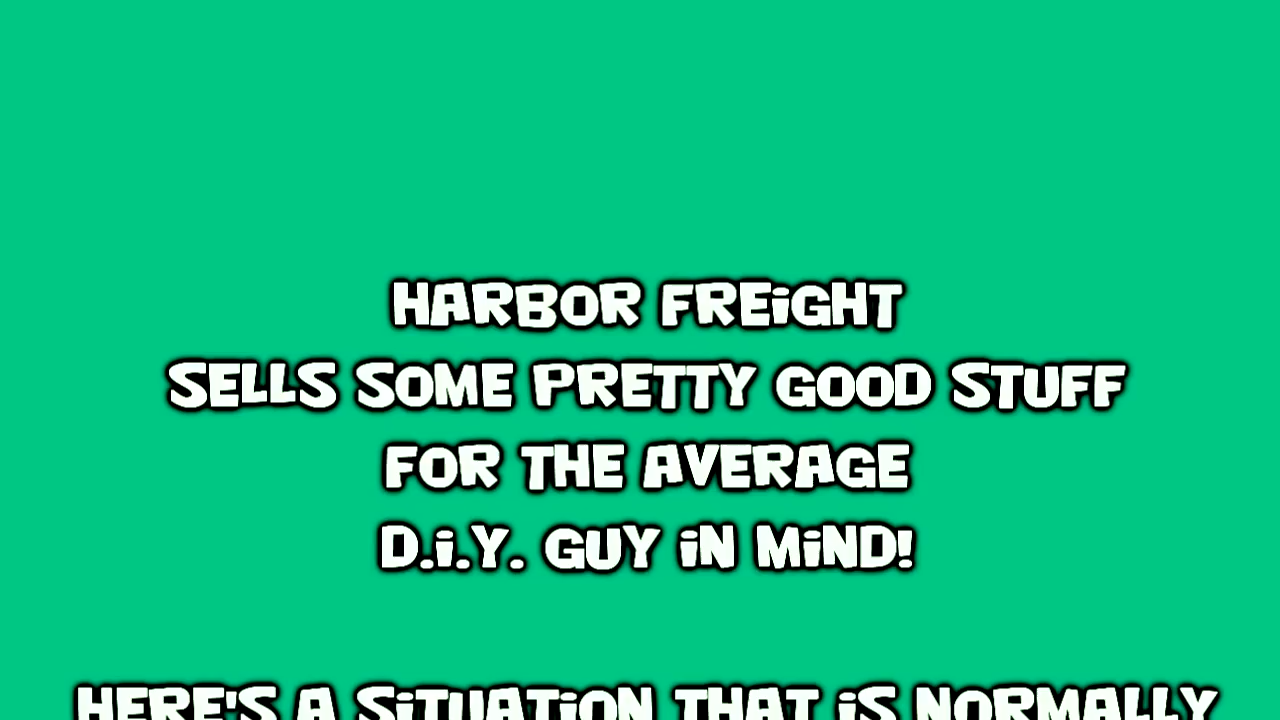 HARBOR FREiGHT
SELLS SOME PRETTY GOOD STUFF
FOR THE AVERAGE
D.i.Y. GUY iN MiND!
HERE'S A SiTUATiON THAT iS NORMALLY